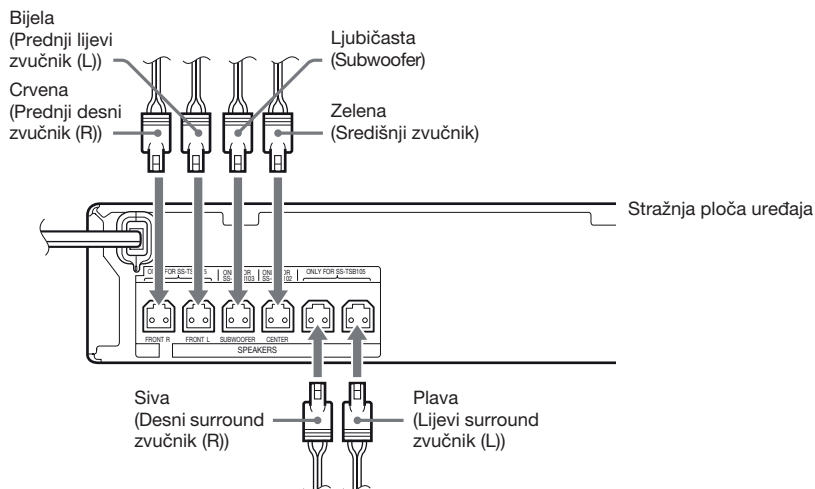 Bijela
(Prednji lijevi
zvučnik (L))
Crvena
(Prednji desni
zvučnik (R))
Ljubičasta
(Subwoofer)
Zelena
(Središnji zvučnik)
Stražnja ploča uređaja
ONLY FOR SS-TSB105
FRONT R
FRONT L
SUBWOOFER
CENTER
SPEAKERS
Siva
(Desni surround
zvučnik (R))
Plava
(Lijevi surround
zvučnik (L))